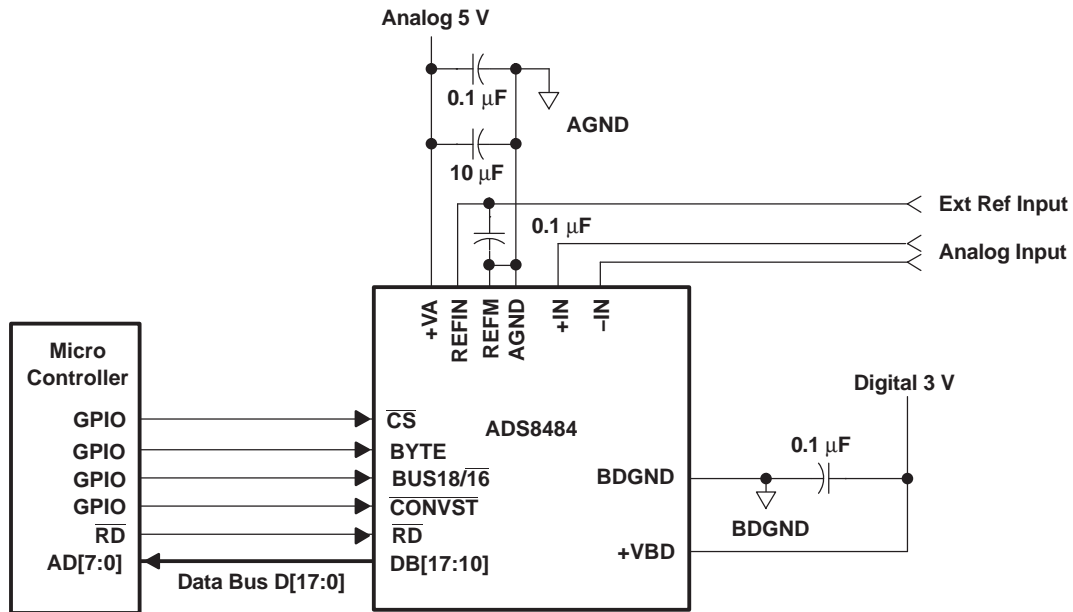 Analog 5 V
0.1 μF
AGND
10 μF
0.1 μF
Ext Ref Input
Analog Input
+VA
REFIN
REFM
AGND
+IN
−IN
Micro
Controller
GPIO
GPIO
GPIO
GPIO
RD
AD[7:0]
Data Bus D[17:0]
CS
BYTE
BUS18/16
CONVST
RD
DB[17:10]
ADS8484
BDGND
+VBD
Digital 3 V
0.1 μF
BDGND